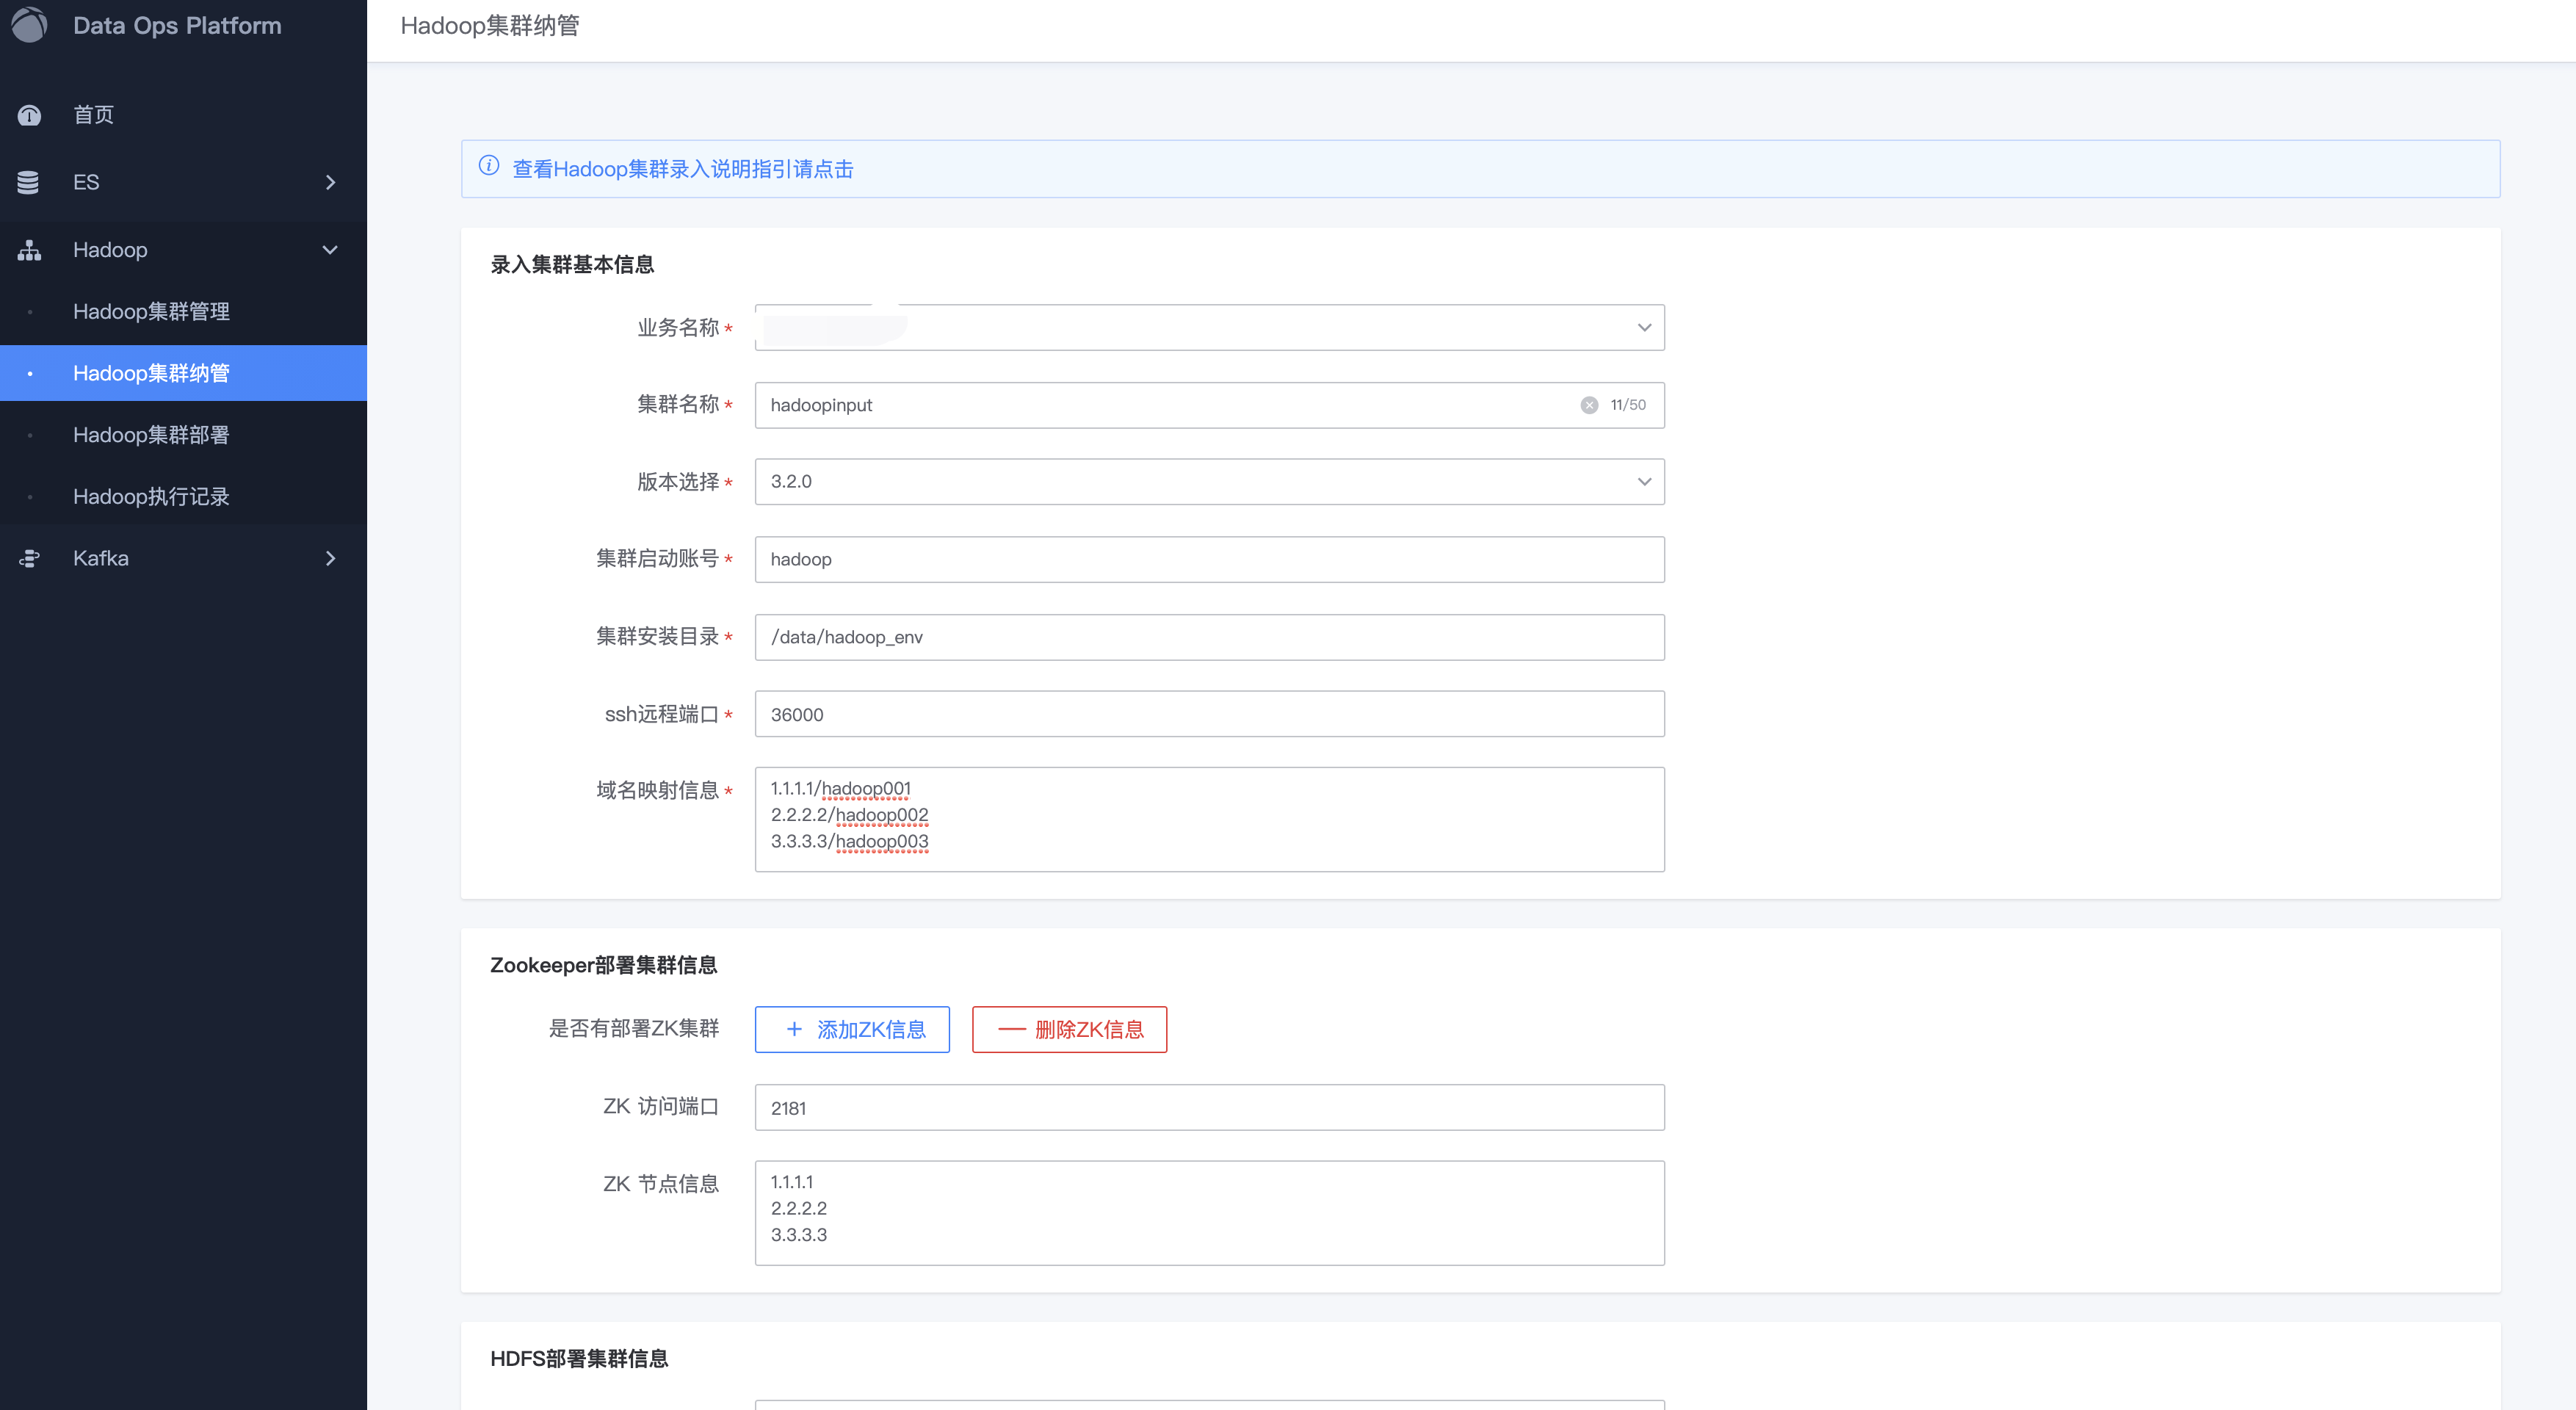 Data Ops Platform
Hadoop集群纳管
首页
ES
Hadoop
Hadoop集群管理
Hadoop集群纳管
Hadoop集群部署
Hadoop执行记录
Kafka
查看Hadoop集群录入说明指引请点击
录入集群基本信息
业务名称*
集群名称* hadoopinput 11/50
版本选择* 3.2.0
集群启动账号* hadoop
集群安装目录* /data/hadoop_env
ssh远程端口* 36000
域名映射信息* 1.1.1.1/hadoop001
2.2.2.2/hadoop002
3.3.3.3/hadoop003
Zookeeper部署集群信息
是否有部署ZK集群 添加ZK信息 删除ZK信息
ZK 访问端口 2181
ZK 节点信息 1.1.1.1
2.2.2.2
3.3.3.3
HDFS部署集群信息